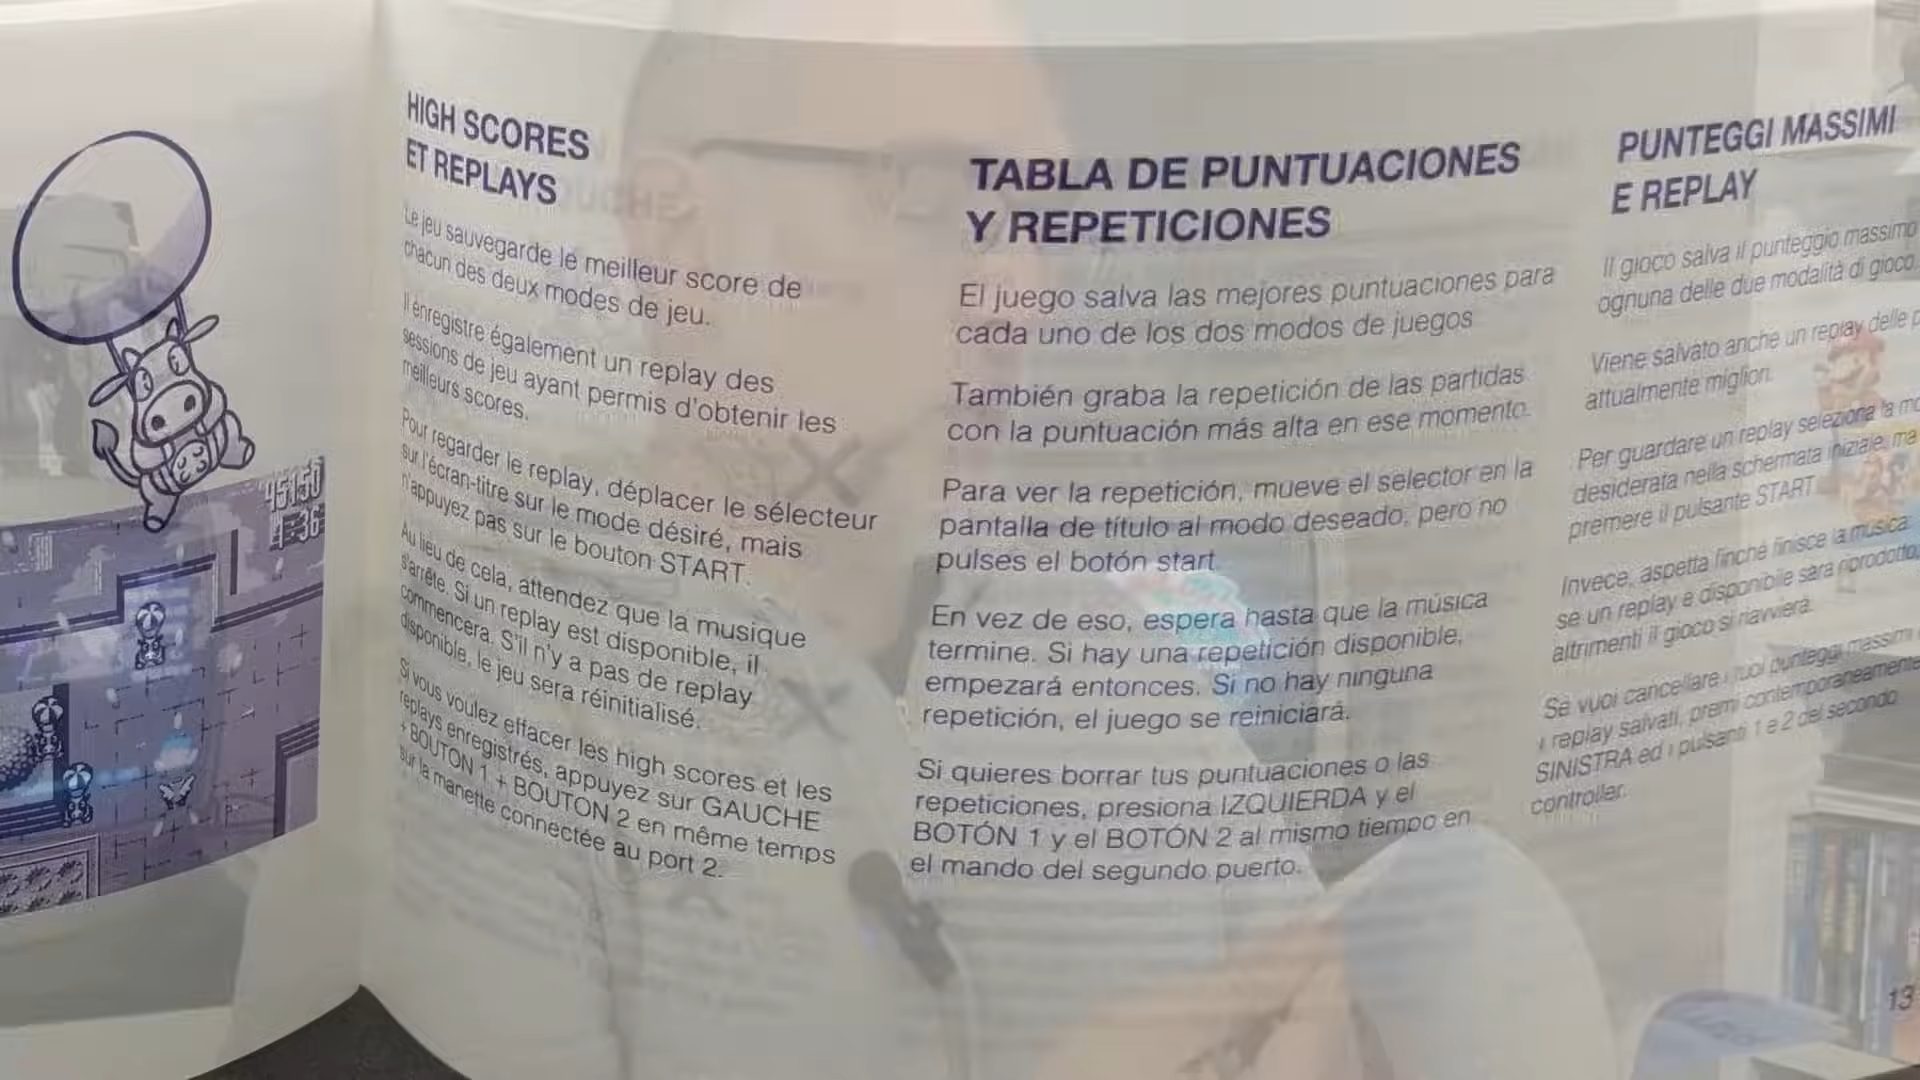 45150
1-36
HIGH SCORES
ET REPLAYS
Le jeu sauvegarde le meilleur score de
chacun des deux modes de jeu.
Il enregistre également un replay des
sessions de jeu ayant permis d'obtenir les
meilleurs scores.
Pour regarder le replay, déplacer le sélecteur
sur l'écran-titre sur le mode désiré, mais
n'appuyez pas sur le bouton START.
Au lieu de cela, attendez que la musique
s'arrête. Si un replay est disponible, il
commencera. S'il n'y a pas de replay
disponible, le jeu sera réinitialisé.
Si vous voulez effacer les high scores et les
replays enregistrés, appuyez sur GAUCHE
+ BOUTON 1 + BOUTON 2 en même temps
sur la manette connectée au port 2.
TABLA DE PUNTUACIONES
Y REPETICIONES
El juego salva las mejores puntuaciones para
cada uno de los dos modos de juegos
También graba la repetición de las partidas
con la puntuación más alta en ese momento.
Para ver la repetición, mueve el selector en la
pantalla de título al modo deseado, pero no
pulses el botón start.
En vez de eso, espera hasta que la música
termine. Si hay una repetición disponible,
empezará entonces. Si no hay ninguna
repetición, el juego se reiniciará.
Si quieres borrar tus puntuaciones o las
repeticiones, presiona IZQUIERDA y el
BOTÓN 1 y el BOTÓN 2 al mismo tiempo en
el mando del segundo puerto.
PUNTEGGI MASSIMI
E REPLAY
Il gioco salva il punteggio massimo
ognuna delle due modalità di gioco.
Viene salvato anche un replay delle
attualmente migliori.
Per guardare un replay seleziona la
desiderata nella schermata iniziale, ma
premere il pulsante START.
Invece, aspetta finché finisce la musica:
se un replay è disponibile sarà riprodotto,
altrimenti il gioco si riavvierà.
Se vuoi cancellare i tuoi punteggi massimi
i replay salvati, premi contemporaneamente
SINISTRA ed i pulsanti 1 e 2 del secondo
controller.
13